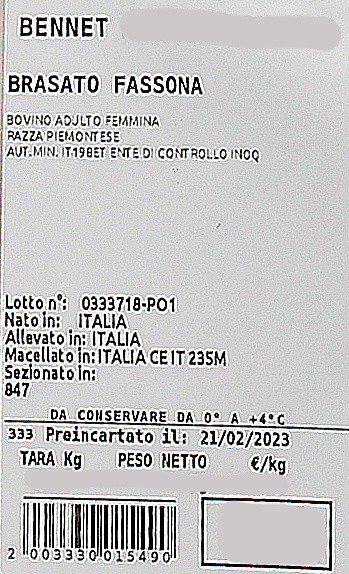 BENNET
BRASATO FASSONA
BOVINO ADULTO FEMMINA
RAZZA PIEMONTESE
AUT.MIN. IT198ET ENTE DI CONTROLLO INOQ
Lotto n°: 0333718-PO1
Nato in: ITALIA
Allevato in: ITALIA
Macellato in: ITALIA CE IT 235M
Sezionato in:
847
DA CONSERVARE DA 0° A +4°C
333 Preincartato il: 21/02/2023
TARA Kg PESO NETTO €/kg
2 003330 015490